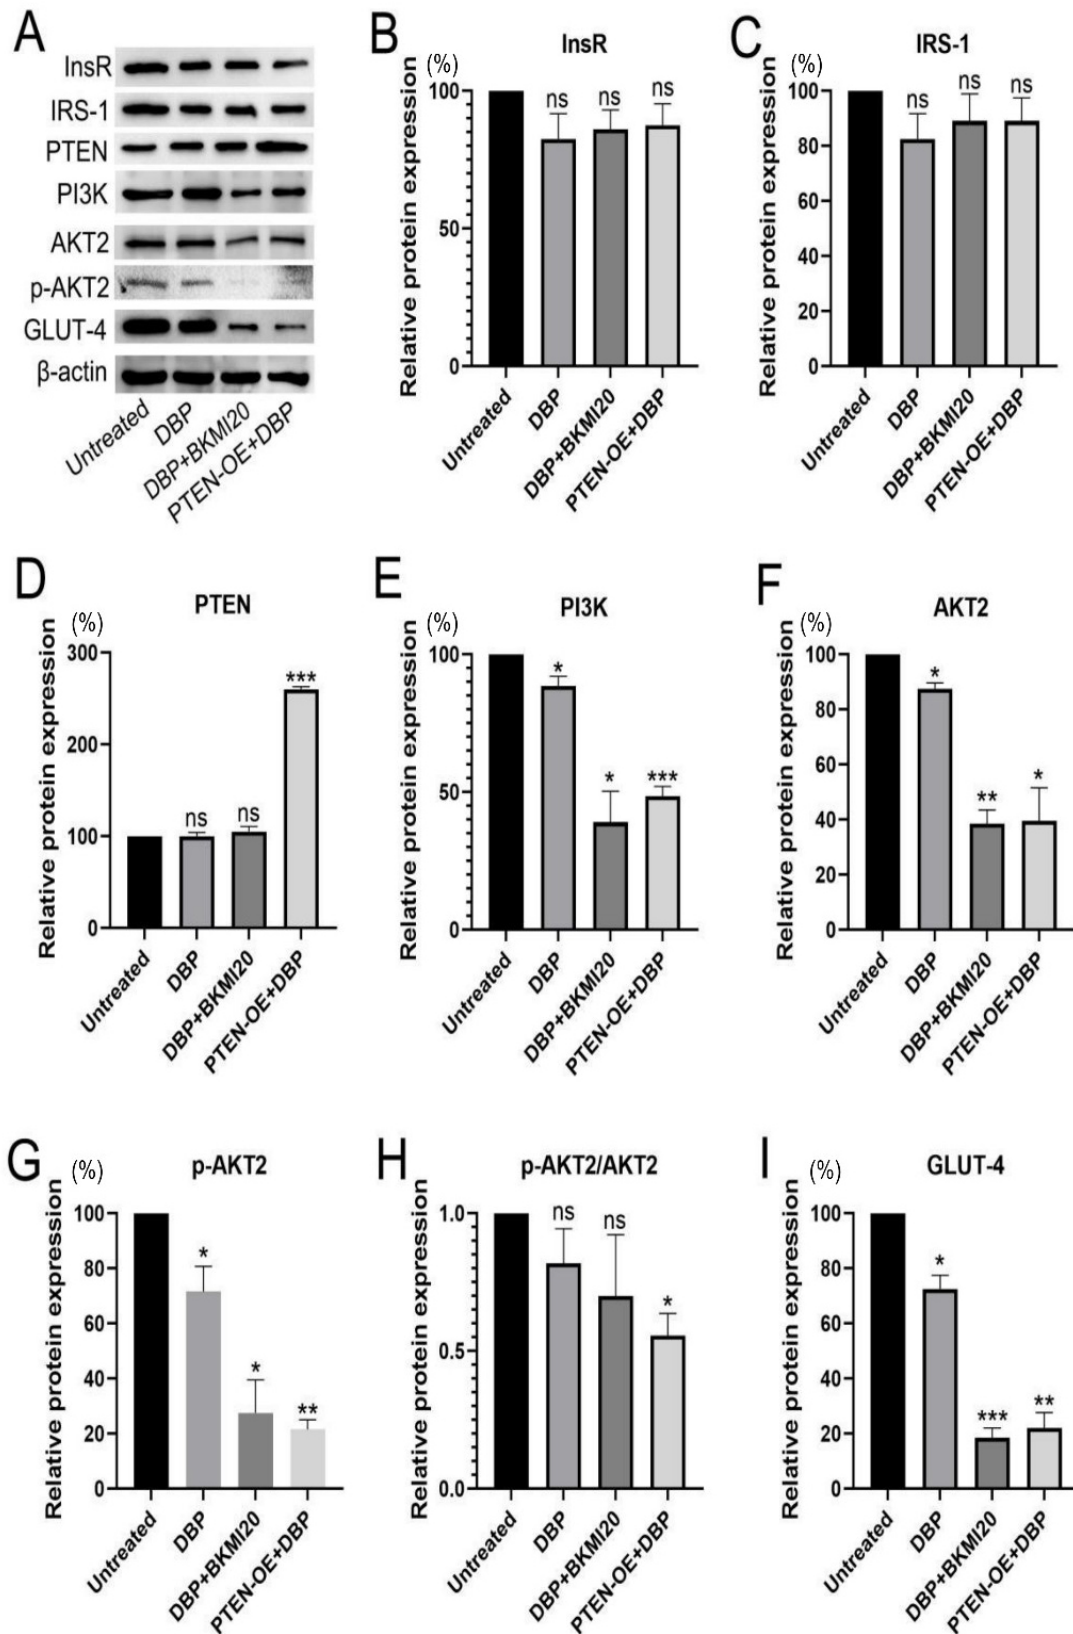 A
InsR
IRS-1
PTEN
PI3K
AKT2
p-AKT2
GLUT-4
β-actin
Untreated
DBP
DBP+BKMI20
PTEN-OE+DBP
B
InsR
(%)
Relative protein expression
100
50
0
ns
ns
ns
Untreated
DBP
DBP+BKMI20
PTEN-OE+DBP
C
IRS-1
(%)
Relative protein expression
100
80
60
40
20
0
ns
ns
ns
Untreated
DBP
DBP+BKMI20
PTEN-OE+DBP
D
PTEN
(%)
Relative protein expression
300
200
100
0
ns
ns
***
Untreated
DBP
DBP+BKMI20
PTEN-OE+DBP
E
PI3K
(%)
Relative protein expression
100
50
0
*
*
***
Untreated
DBP
DBP+BKMI20
PTEN-OE+DBP
F
AKT2
(%)
Relative protein expression
100
80
60
40
20
0
*
**
*
Untreated
DBP
DBP+BKMI20
PTEN-OE+DBP
G
p-AKT2
(%)
Relative protein expression
100
80
60
40
20
0
*
*
**
Untreated
DBP
DBP+BKMI20
PTEN-OE+DBP
H
p-AKT2/AKT2
Relative protein expression
1.0
0.5
0.0
ns
ns
*
Untreated
DBP
DBP+BKMI20
PTEN-OE+DBP
I
GLUT-4
(%)
Relative protein expression
100
80
60
40
20
0
*
***
**
Untreated
DBP
DBP+BKMI20
PTEN-OE+DBP